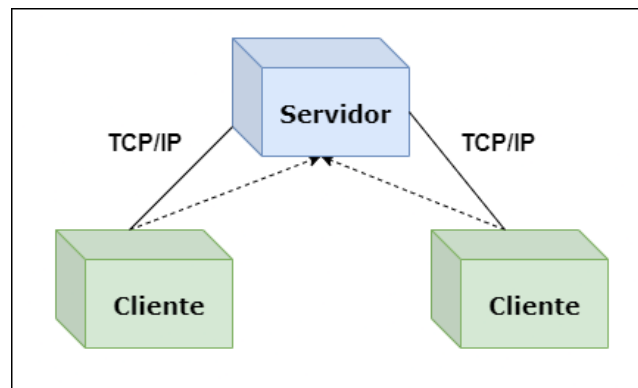 Servidor
TCP/IP
TCP/IP
Cliente
Cliente